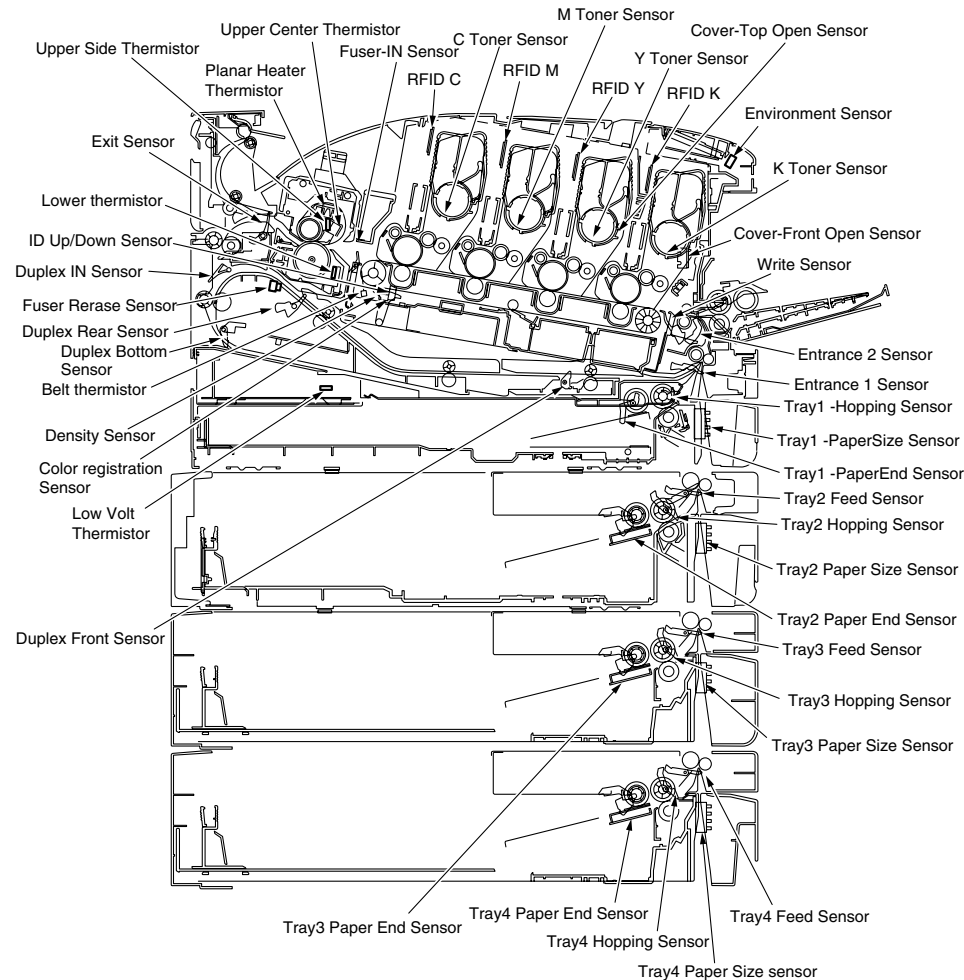 M Toner Sensor
Upper Center Thermistor
C Toner Sensor
Cover-Top Open Sensor
Upper Side Thermistor
Fuser-IN Sensor
Y Toner Sensor
Planar Heater
Thermistor
RFID C
RFID M
RFID Y
RFID K
Environment Sensor
Exit Sensor
K Toner Sensor
Lower thermistor
ID Up/Down Sensor
Cover-Front Open Sensor
Duplex IN Sensor
Write Sensor
Fuser Rerase Sensor
Duplex Rear Sensor
Duplex Bottom
Sensor
Entrance 2 Sensor
Belt thermistor
Entrance 1 Sensor
Tray1 -Hopping Sensor
Density Sensor
Tray1 -PaperSize Sensor
Color registration
Sensor
Tray1 -PaperEnd Sensor
Low Volt
Thermistor
Tray2 Feed Sensor
Tray2 Hopping Sensor
Tray2 Paper Size Sensor
Tray2 Paper End Sensor
Duplex Front Sensor
Tray3 Feed Sensor
Tray3 Hopping Sensor
Tray3 Paper Size Sensor
Tray3 Paper End Sensor
Tray4 Paper End Sensor
Tray4 Feed Sensor
Tray4 Hopping Sensor
Tray4 Paper Size sensor